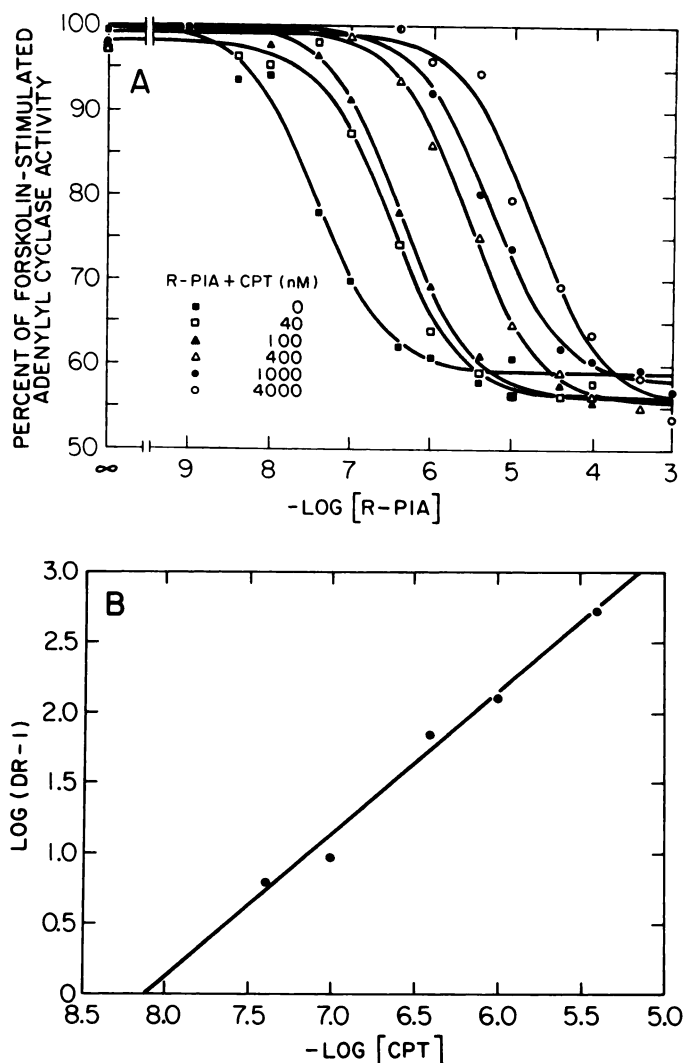 A
PERCENT OF FORSKOLIN-STIMULATED
ADENYLYL CYCLASE ACTIVITY
100
90
80
70
60
50
R-PIA + CPT (nM)
0
40
100
400
1000
4000
∞ 9 8 7 6 5 4 3
-LOG [R-PIA]
B
LOG (DR-1)
3.0
2.5
2.0
1.5
1.0
0.5
0
8.5 8.0 7.5 7.0 6.5 6.0 5.5 5.0
-LOG [CPT]